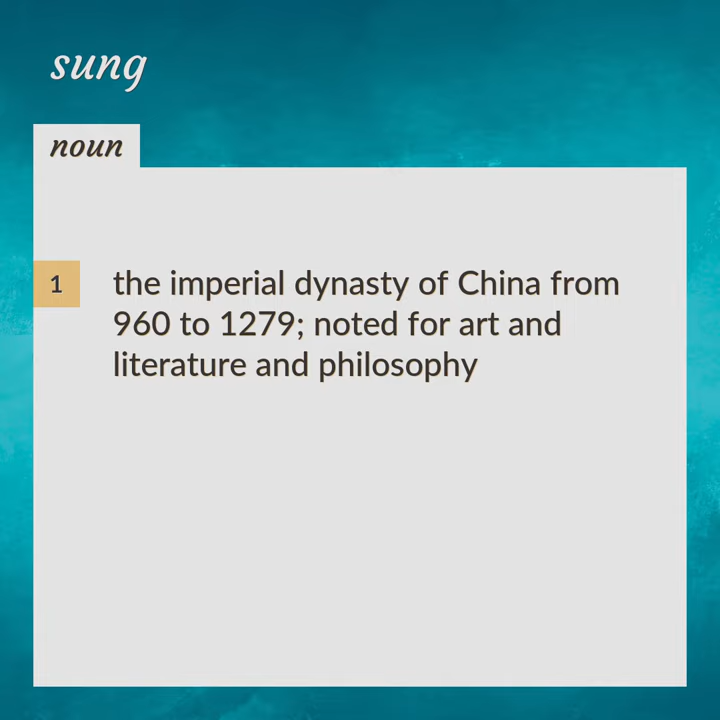 sung
noun
1
the imperial dynasty of China from
960 to 1279; noted for art and
literature and philosophy